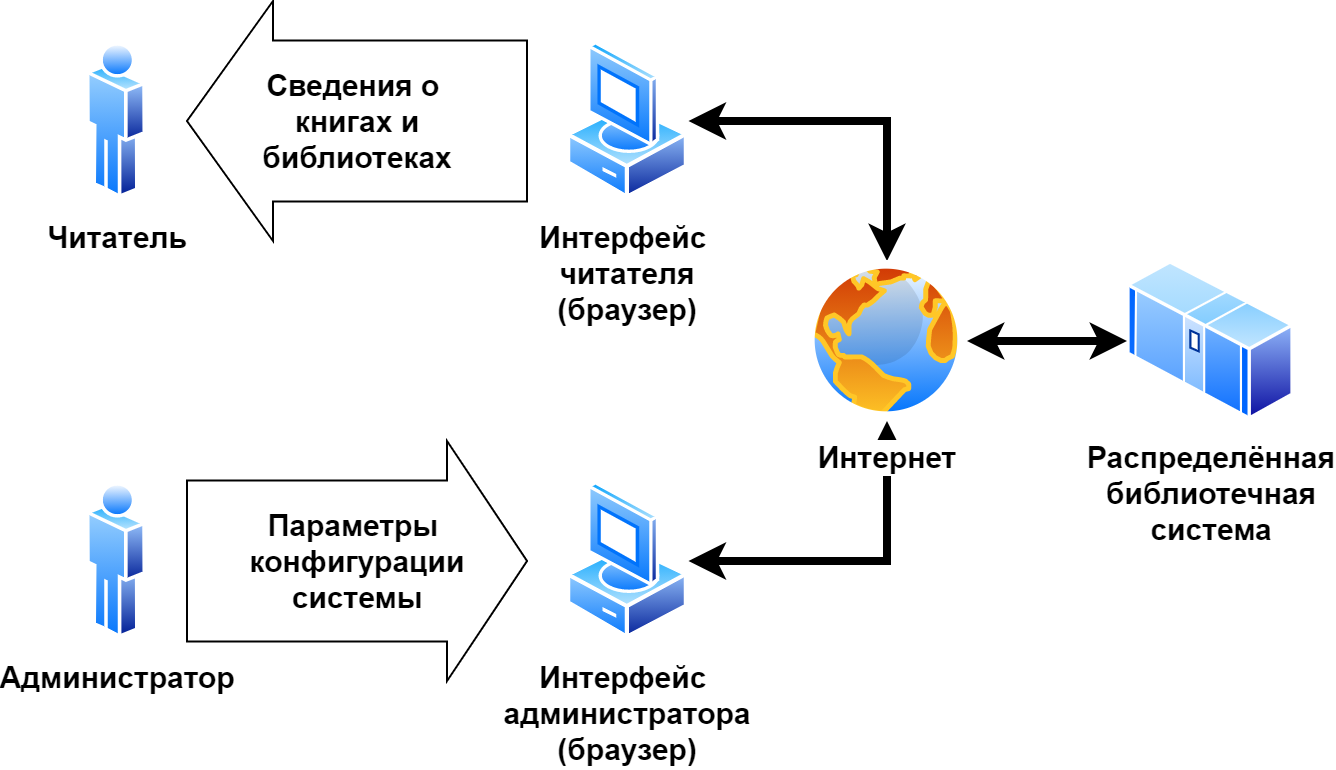 Сведения о
книгах и
библиотеках
Читатель
Интерфейс
читателя
(браузер)
Интернет
Распределённая
библиотечная
система
Параметры
конфигурации
системы
Администратор
Интерфейс
администратора
(браузер)